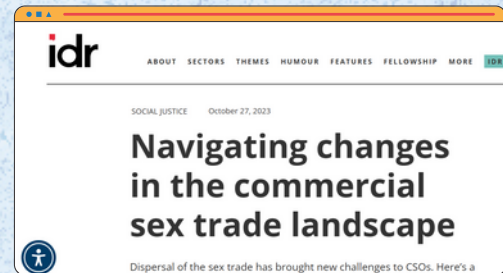 idr
ABOUT SECTORS THEMES HUMOUR FEATURES FELLOWSHIP MORE IDR
SOCIAL JUSTICE October 27, 2023
Navigating changes
in the commercial
sex trade landscape
Dispersal of the sex trade has brought new challenges to CSOs. Here's a